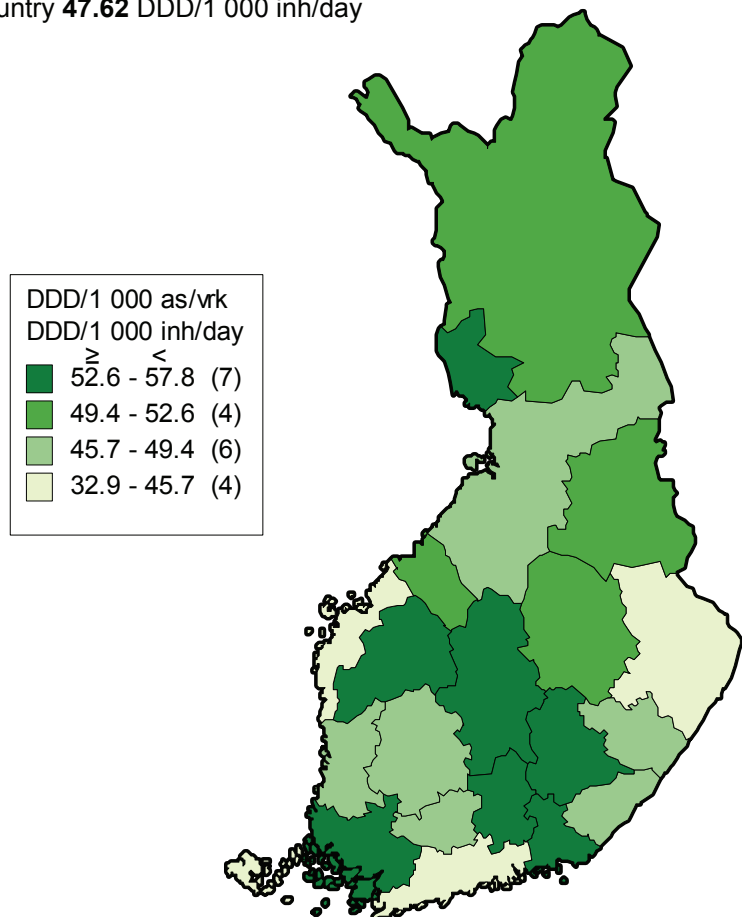 47.62 DDD/1 000 inh/day
DDD/1 000 as/vrk
DDD/1 000 inh/day
≥ <
52.6 - 57.8 (7)
49.4 - 52.6 (4)
45.7 - 49.4 (6)
32.9 - 45.7 (4)